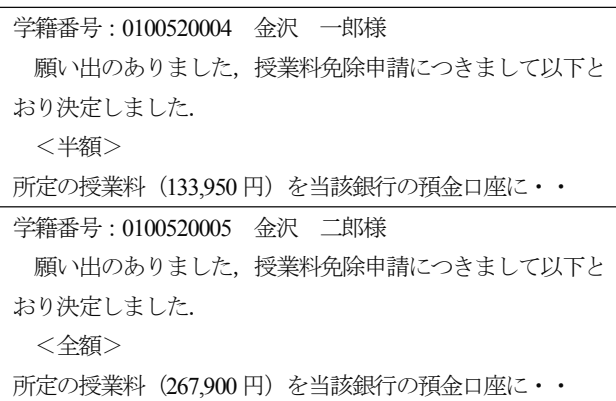 学籍番号：0100520004　金沢　一郎様
　願い出のありました，授業料免除申請につきまして以下と
おり決定しました．
　＜半額＞
所定の授業料（133,950 円）を当該銀行の預金口座に・・
学籍番号：0100520005　金沢　二郎様
　願い出のありました，授業料免除申請につきまして以下と
おり決定しました．
　＜全額＞
所定の授業料（267,900 円）を当該銀行の預金口座に・・